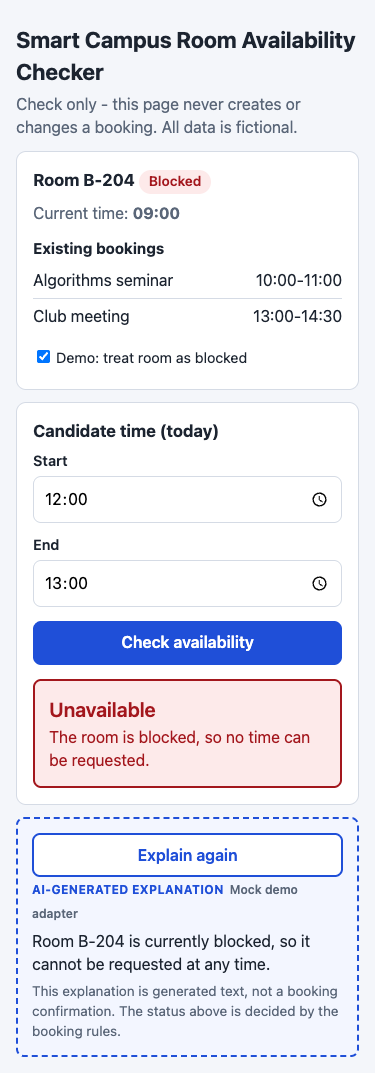 Smart Campus Room Availability
Checker
Check only - this page never creates or
changes a booking. All data is fictional.
Room B-204 Blocked
Current time: 09:00
Existing bookings
Algorithms seminar 10:00-11:00
Club meeting 13:00-14:30
Demo: treat room as blocked
Candidate time (today)
Start
12:00
End
13:00
Check availability
Unavailable
The room is blocked, so no time can
be requested.
Explain again
AI-GENERATED EXPLANATION Mock demo
adapter
Room B-204 is currently blocked, so it
cannot be requested at any time.
This explanation is generated text, not a booking
confirmation. The status above is decided by the
booking rules.